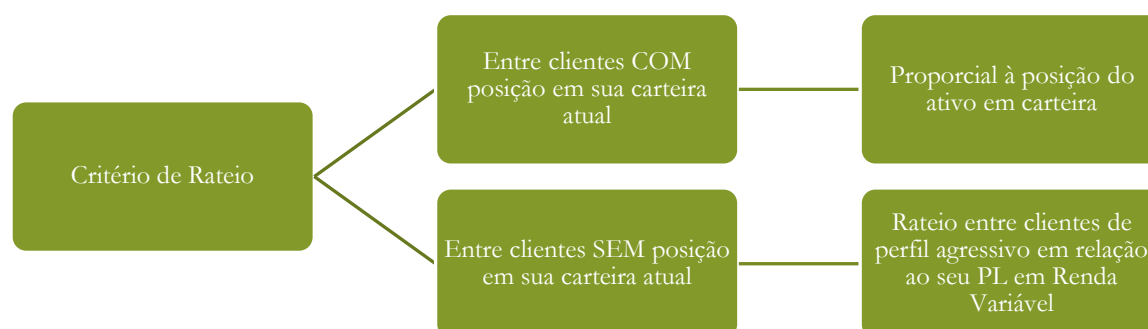 Critério de Rateio
Entre clientes COM
posição em sua carteira
atual
Proporcial à posição do
ativo em carteira
Entre clientes SEM posição
em sua carteira atual
Rateio entre clientes de
perfil agressivo em relação
ao seu PL em Renda
Variável